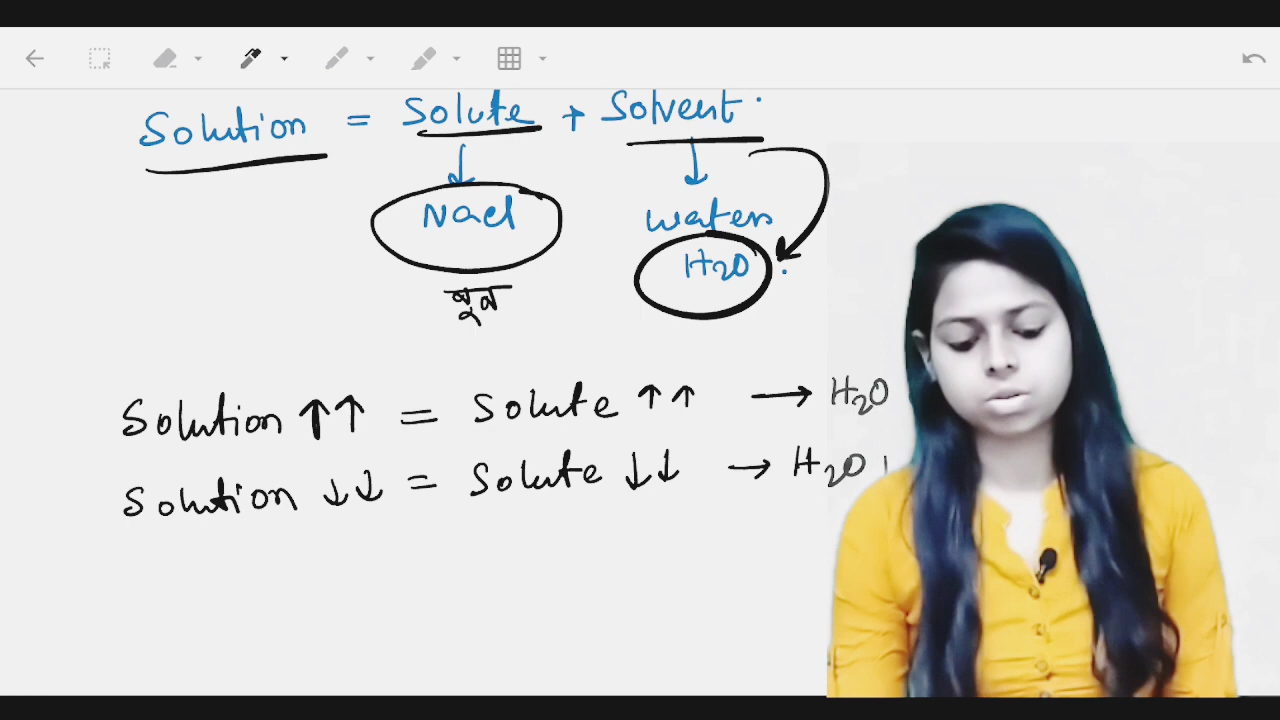 Solution = Solute + Solvent.
NaCl water
H2O.
Solution ↑↑ = Solute ↑↑ → H2O
Solution ↓↓ = Solute ↓↓ → H2O